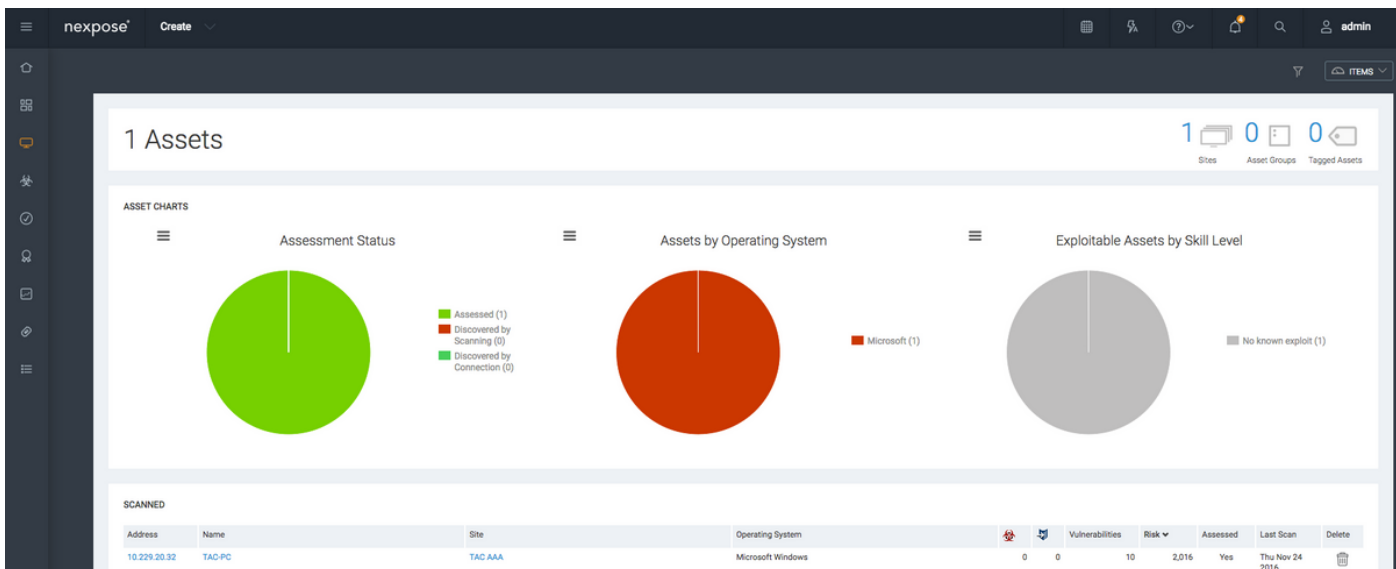 nexpose®
Create
4
admin
ITEMS
1 Assets
1
0
0
Sites
Asset Groups
Tagged Assets
ASSET CHARTS
Assessment Status
Assessed (1)
Discovered by
Scanning (0)
Discovered by
Connection (0)
Assets by Operating System
Microsoft (1)
Exploitable Assets by Skill Level
No known exploit (1)
SCANNED
Address Name Site Operating System Vulnerabilities Risk Assessed Last Scan Delete
10.229.20.32 TAC-PC TAC AAA Microsoft Windows 0 0 10 2,016 Yes Thu Nov 24
2016